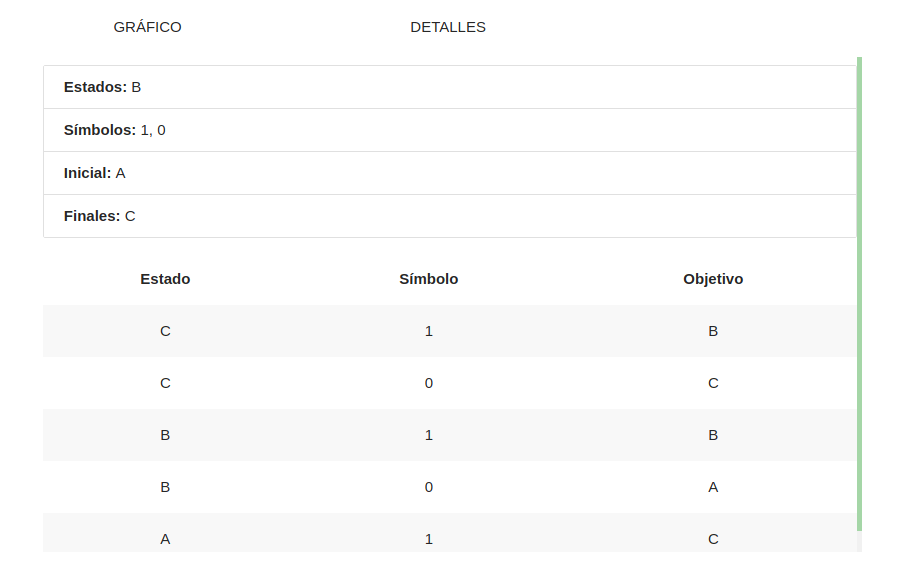 GRÁFICO DETALLES
Estados: B
Símbolos: 1, 0
Inicial: A
Finales: C
Estado Símbolo Objetivo
C 1 B
C 0 C
B 1 B
B 0 A
A 1 C